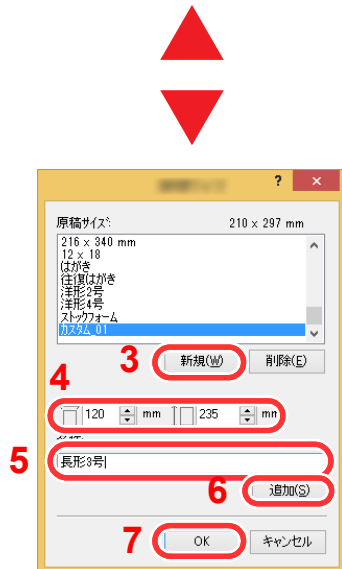 ? ×
原稿サイズ: 210 x 297 mm
216 x 340 mm
12 x 18
はがき
往復はがき
洋形2号
洋形4号
ストックフォーム
カスタム_01
3 新規(W) 削除(E)
4
120 mm 235 mm
5 長形3号
6 追加(S)
7 OK キャンセル